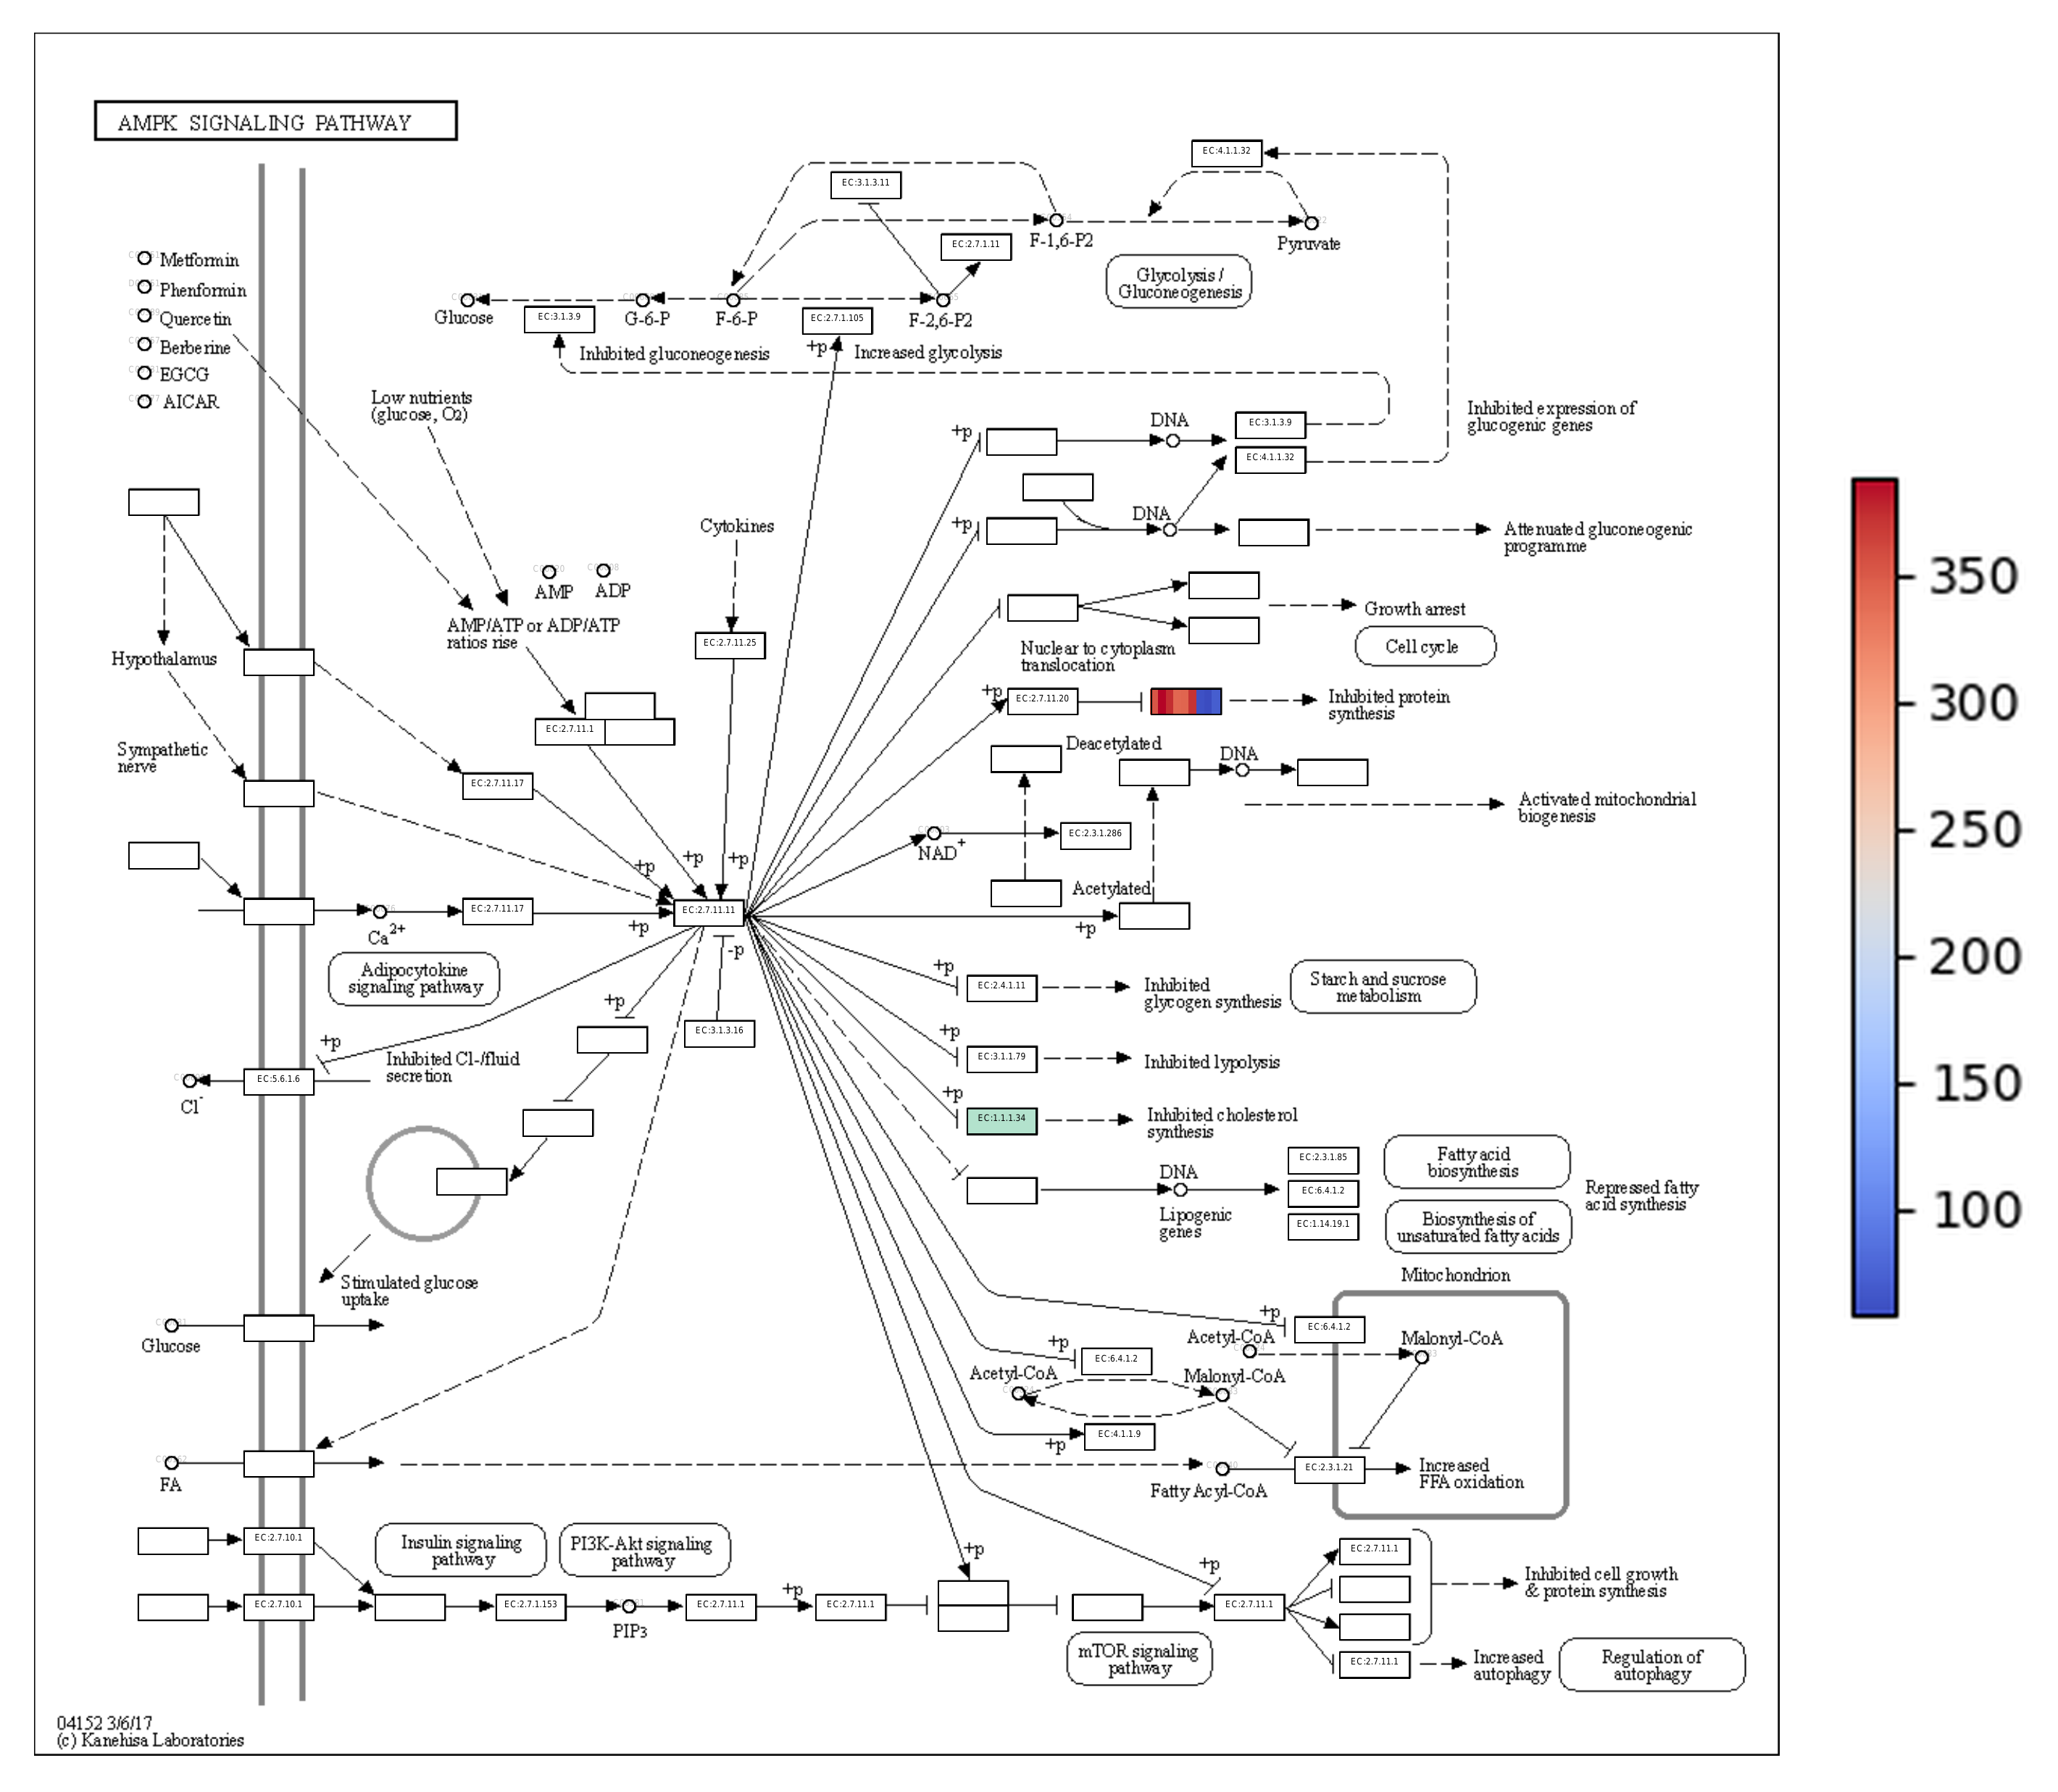 AMPK SIGNALING PATHWAY
EC:4.1.1.32
EC:3.1.3.11
F-1,6-P2
Pyruvate
EC:2.7.1.11
Glycolysis /
Gluconeogenesis
Metformin
Phenformin
Quercetin
Berberine
EGCG
AICAR
Glucose
EC:3.1.3.9
G-6-P
F-6-P
EC:2.7.1.105
F-2,6-P2
+p
Inhibited gluconeogenesis
Increased glycolysis
Low nutrients
(glucose, O2)
+p
DNA
EC:3.1.3.9
EC:4.1.1.32
Inhibited expression of
glucogenic genes
+p
DNA
Attenuated gluconeogenic
programme
Cytokines
AMP
ADP
AMP/ATP or ADP/ATP
ratios rise
EC:2.7.11.25
Growth arrest
Cell cycle
Nuclear to cytoplasm
translocation
Hypothalamus
+p
EC:2.7.11.20
Inhibited protein
synthesis
EC:2.7.11.1
Sympathetic
nerve
Deacetylated
DNA
EC:2.7.11.17
Activated mitochondrial
biogenesis
NAD+
EC:2.3.1.286
+p
+p
+p
Acetylated
EC:2.7.11.17
EC:2.7.11.11
Ca2+
+p
+p
-p
Adipocytokine
signaling pathway
+p
EC:2.4.1.11
Inhibited
glycogen synthesis
Starch and sucrose
metabolism
+p
EC:3.1.3.16
+p
EC:3.1.1.79
Inhibited lypolysis
+p
Inhibited Cl-/fluid
secretion
EC:5.6.1.6
Cl-
+p
EC:1.1.1.34
Inhibited cholesterol
synthesis
DNA
Lipogenic
genes
EC:2.3.1.85
EC:6.4.1.2
EC:1.14.19.1
Fatty acid
biosynthesis
Biosynthesis of
unsaturated fatty acids
Repressed fatty
acid synthesis
Stimulated glucose
uptake
Glucose
Mitochondrion
+p
EC:6.4.1.2
Acetyl-CoA
Malonyl-CoA
+p
EC:6.4.1.2
Acetyl-CoA
Malonyl-CoA
EC:4.1.1.9
+p
FA
Fatty Acyl-CoA
EC:2.3.1.21
Increased
FFA oxidation
EC:2.7.10.1
Insulin signaling
pathway
PI3K-Akt signaling
pathway
+p
+p
EC:2.7.11.1
Inhibited cell growth
& protein synthesis
EC:2.7.10.1
EC:2.7.1.153
PIP3
EC:2.7.11.1
+p
EC:2.7.11.1
EC:2.7.11.1
mTOR signaling
pathway
EC:2.7.11.1
Increased
autophagy
Regulation of
autophagy
04152 3/6/17
(c) Kanehisa Laboratories
350
300
250
200
150
100